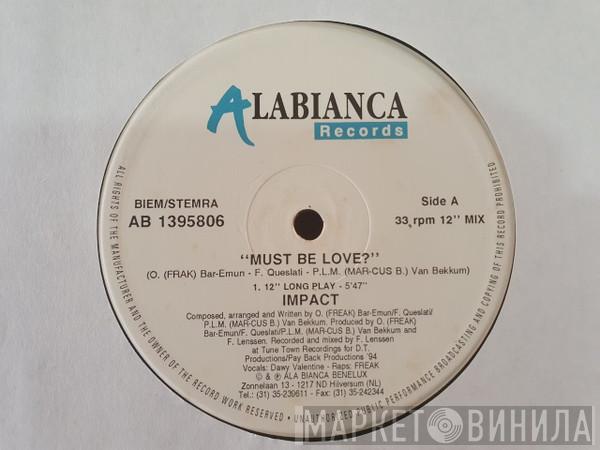 ALABIANCA
Records
BIEM/STEMRA
AB 1395806
Side A
33 rpm 12'' MIX
“MUST BE LOVE?”
(O. (FRAK) Bar-Emun - F. Queslati - P.L.M. (MAR-CUS B.) Van Bekkum)
1. 12'' LONG PLAY - 5'47''
IMPACT
Composed, arranged and Written by O. (FREAK) Bar-Emun/F. Queslati/
P.L.M. (MAR-CUS B.) Van Bekkum. Produced by O. (FREAK)
Bar-Emun/F. Queslati/P.L.M. (MAR-CUS B.) Van Bekkum and
F. Lenssen. Recorded and mixed by F. Lenssen
at Tune Town Recordings for D.T.
Productions/Pay Back Productions '94
Vocals: Dawy Valentine - Raps: FREAK
© & ℗ ALA BIANCA BENELUX
Zonnelaan 13 - 1217 ND Hilversum (NL)
Tel.: (31) 35-239611 - Fax: (31) 35-242344
ALL RIGHTS OF THE MANUFACTURER AND THE OWNER OF THE RECORD WORK RESERVED • UNAUTHORIZED PUBLIC PERFORMANCE BROADCASTING AND COPYING OF THIS RECORD PROHIBITED
МАРКЕТ ВИНИЛА